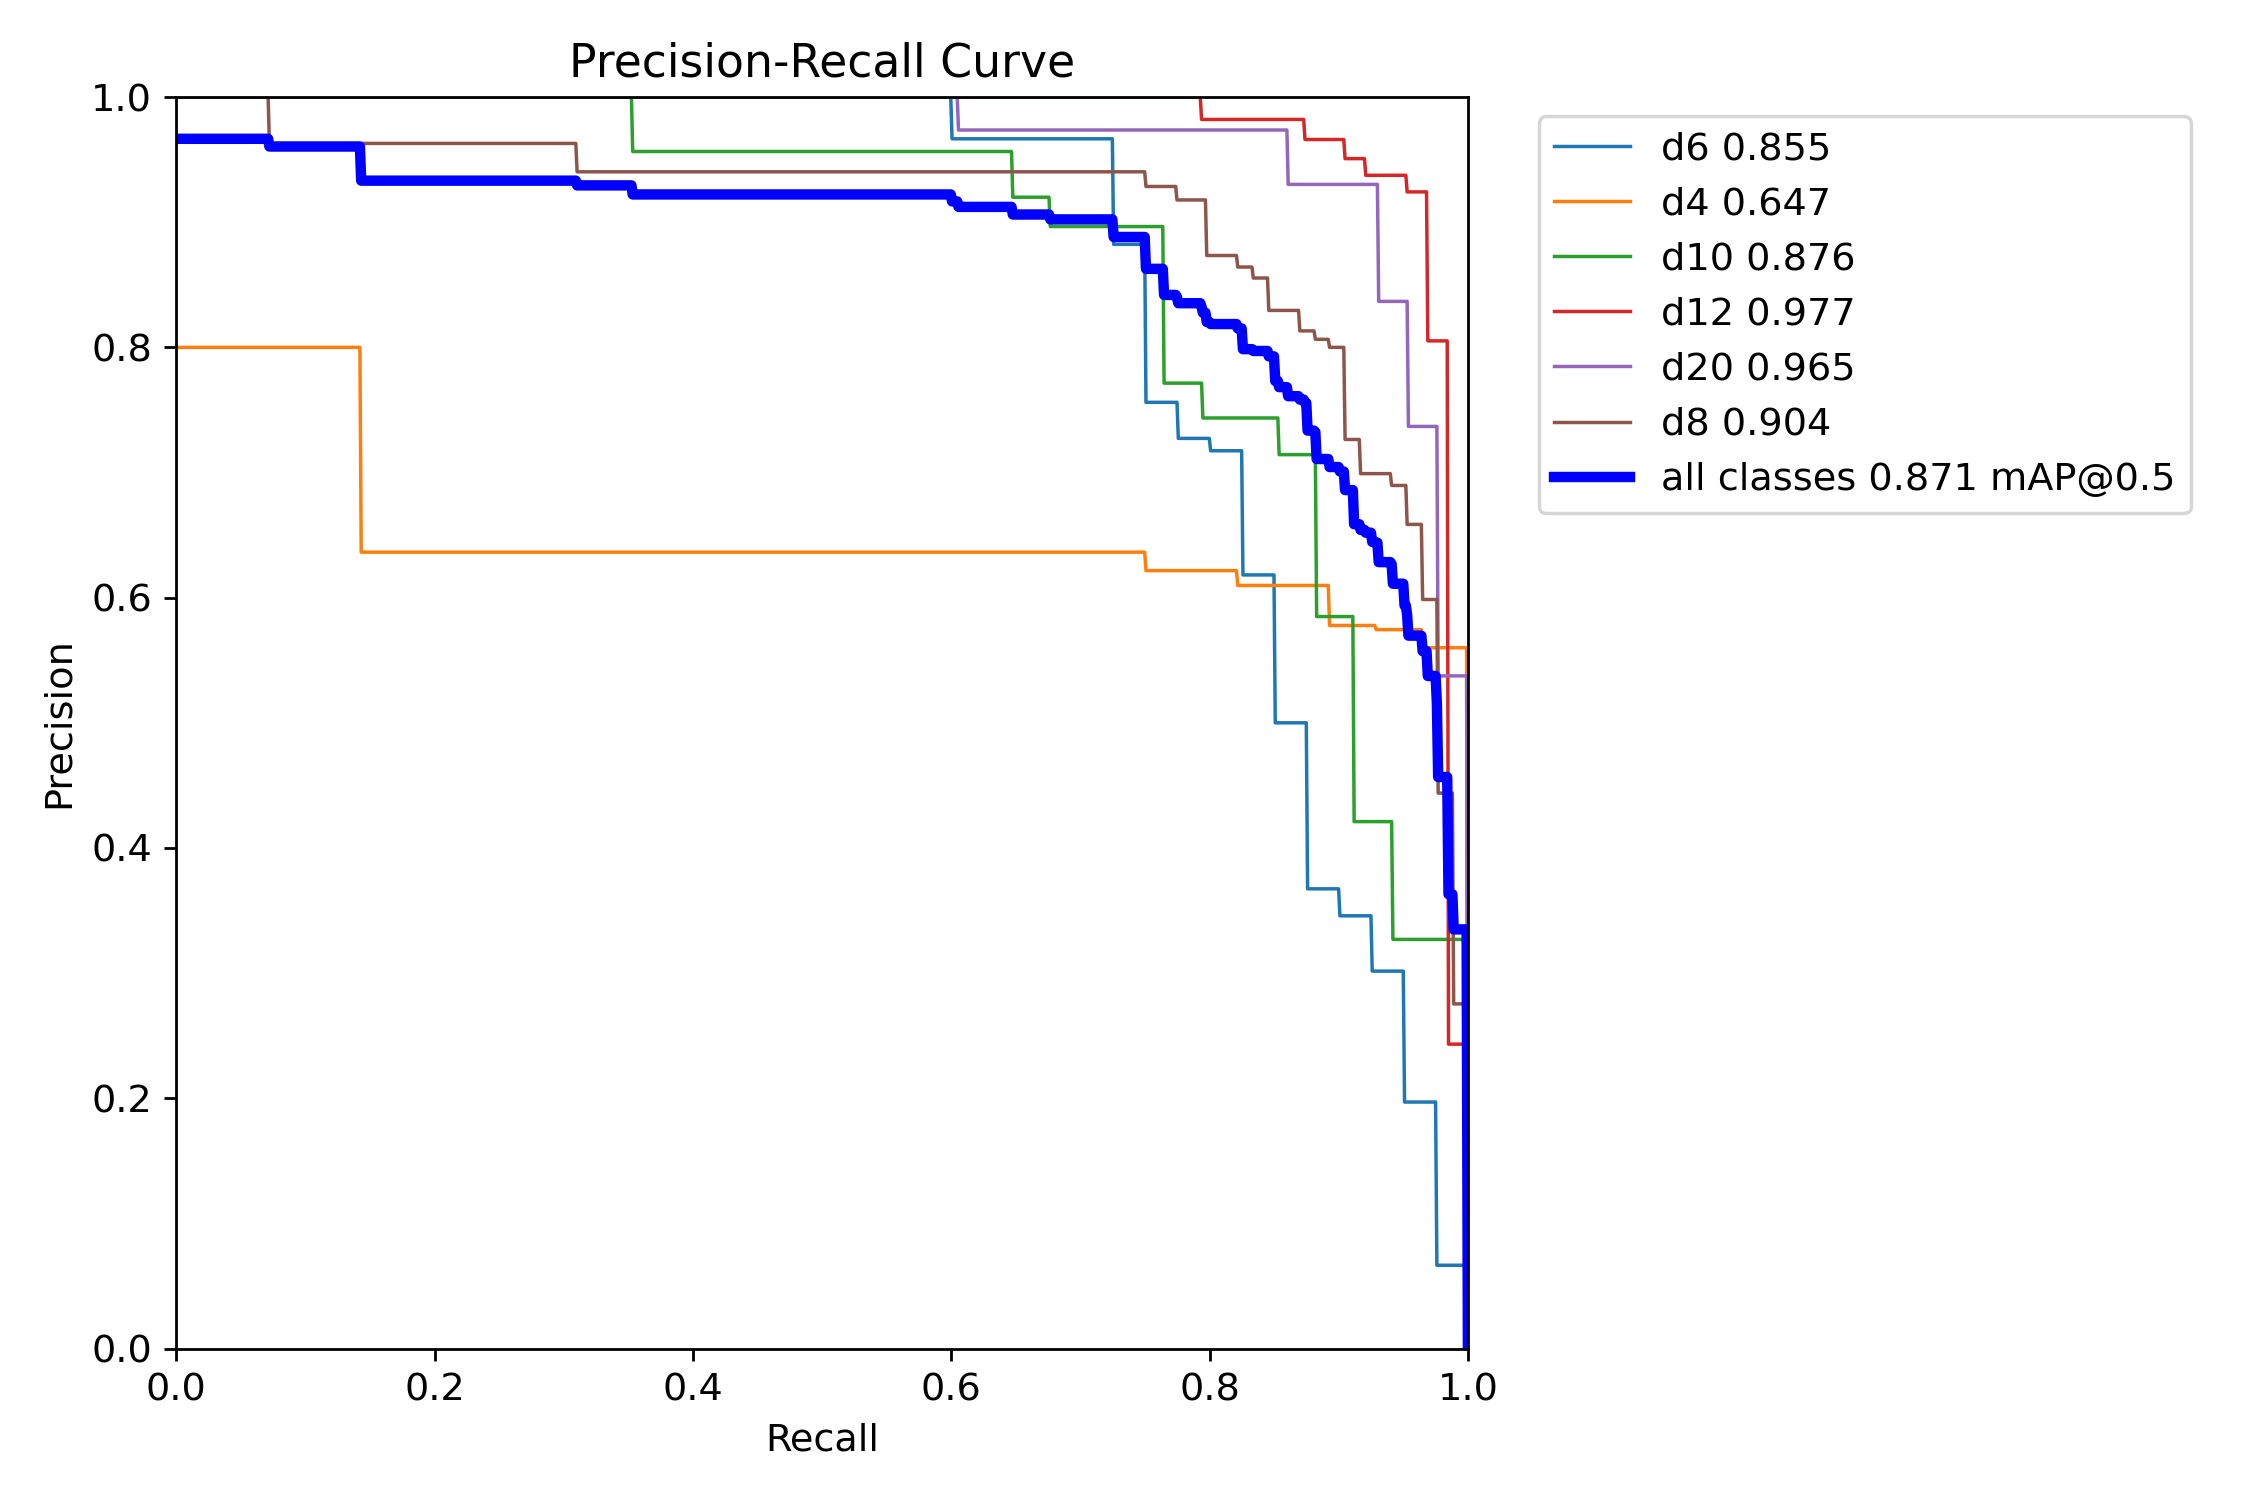 Precision-Recall Curve
1.0
0.8
0.6
0.4
0.2
0.0
Precision
0.0 0.2 0.4 0.6 0.8 1.0
Recall
d6 0.855
d4 0.647
d10 0.876
d12 0.977
d20 0.965
d8 0.904
all classes 0.871 mAP@0.5